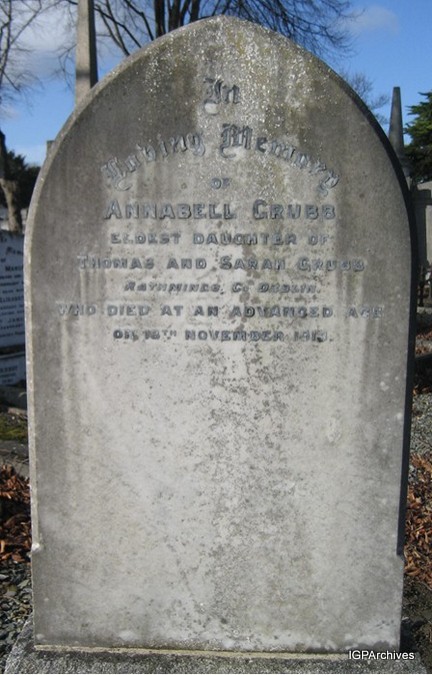 In
Loving Memory
OF
ANNABELL GRUBB
ELDEST DAUGHTER OF
THOMAS AND SARAH GRUBB
RATHMINES, C. DUBLIN.
WHO DIED AT AN ADVANCED AGE
ON 16TH NOVEMBER
IGPArchives